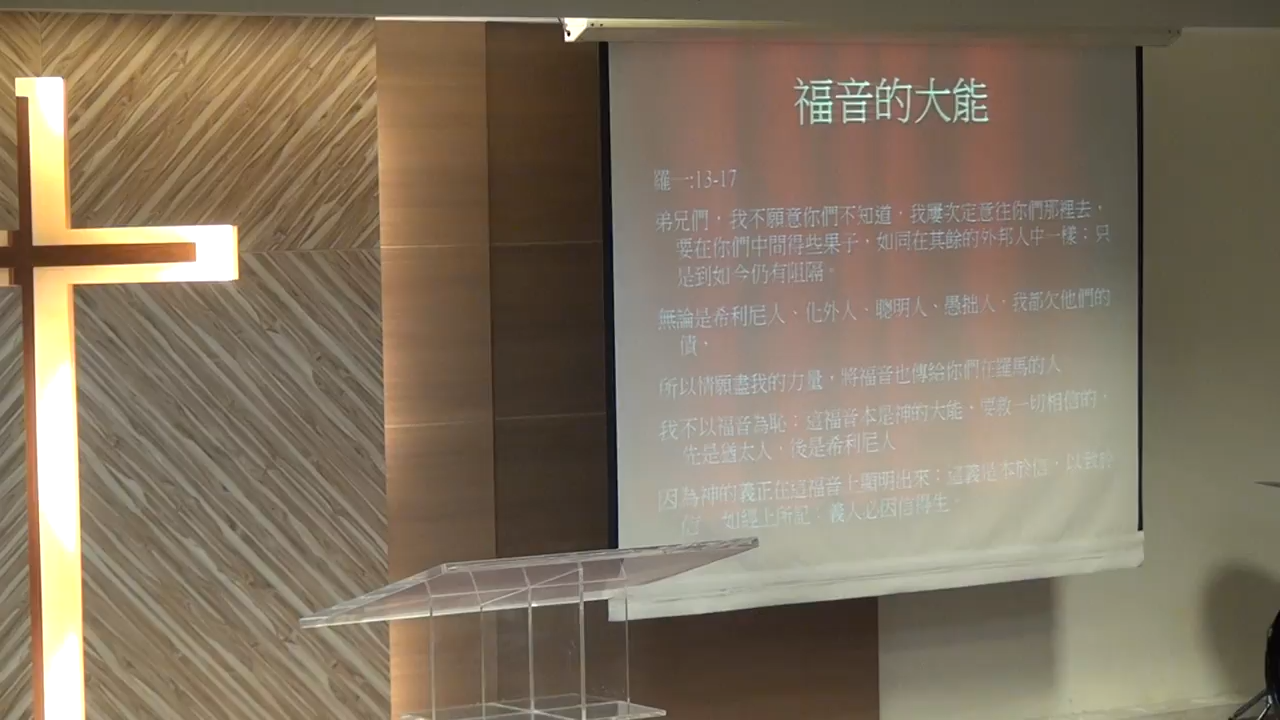 福音的大能
羅一:13-17
弟兄們，我不願意你們不知道，我屢次定意往你們那裡去，
要在你們中間得些果子，如同在其餘的外邦人中一樣；只
是到如今仍有阻隔。
無論是希利尼人、化外人、聰明人、愚拙人，我都欠他們的
債，
所以情願盡我的力量，將福音也傳給你們在羅馬的人
我不以福音為恥；這福音本是神的大能，要救一切相信的，
先是猶太人，後是希利尼人
因為神的義正在這福音上顯明出來；這義是本於信，以致於
信。如經上所記：義人必因信得生。